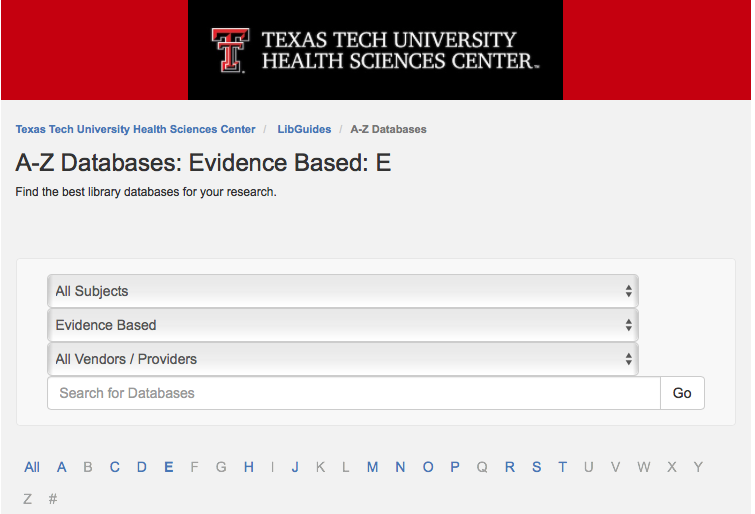 TEXAS TECH UNIVERSITY
HEALTH SCIENCES CENTER™
Texas Tech University Health Sciences Center / LibGuides / A-Z Databases
A-Z Databases: Evidence Based: E
Find the best library databases for your research.
All Subjects
Evidence Based
All Vendors / Providers
Search for Databases Go
All A B C D E F G H I J K L M N O P Q R S T U V W X Y
Z #